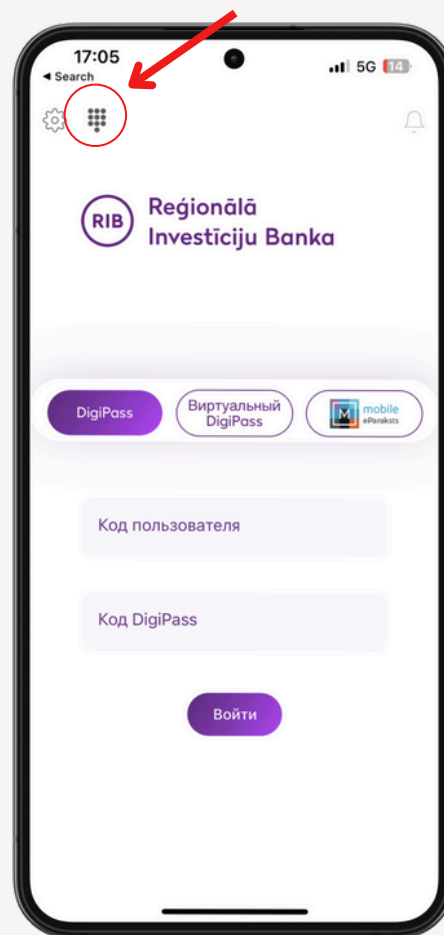 17:05
◀ Search
5G 14
RIB
Reģionālā
Investīciju Banka
DigiPass
Виртуальный
DigiPass
M
mobile
eParaksts
Код пользователя
Код DigiPass
Войти